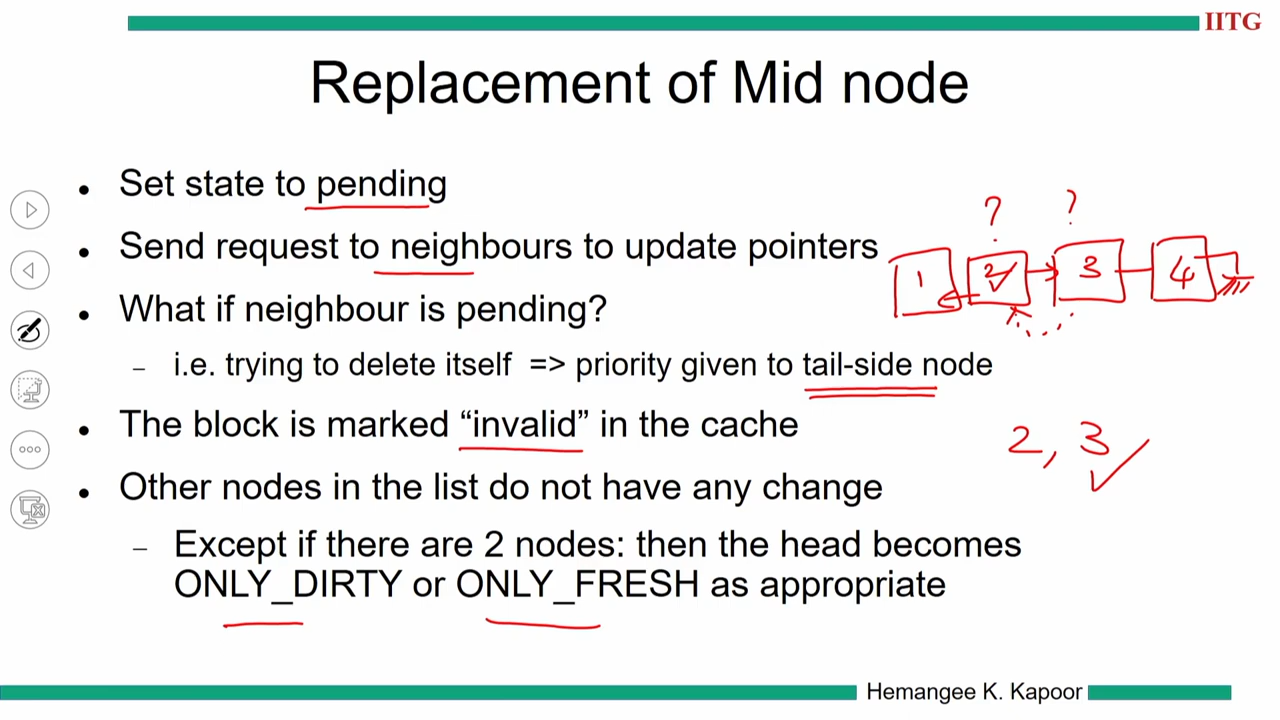 IITG
Replacement of Mid node
• Set state to pending
• Send request to neighbours to update pointers
• What if neighbour is pending?
– i.e. trying to delete itself => priority given to tail-side node
• The block is marked “invalid” in the cache
• Other nodes in the list do not have any change
– Except if there are 2 nodes: then the head becomes
ONLY_DIRTY or ONLY_FRESH as appropriate
? ?
1 2 3 4
2, 3
Hemangee K. Kapoor